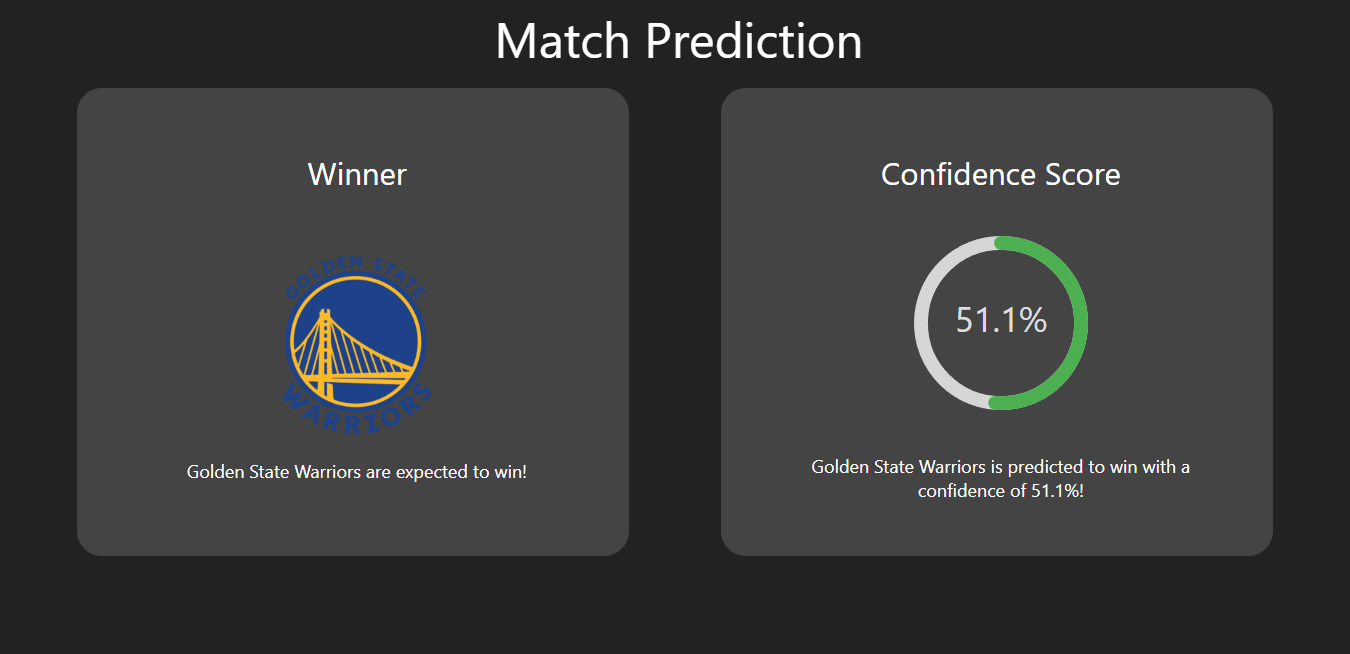 Match Prediction
Winner
GOLDEN STATE
WARRIORS
Golden State Warriors are expected to win!
Confidence Score
51.1%
Golden State Warriors is predicted to win with a
confidence of 51.1%!